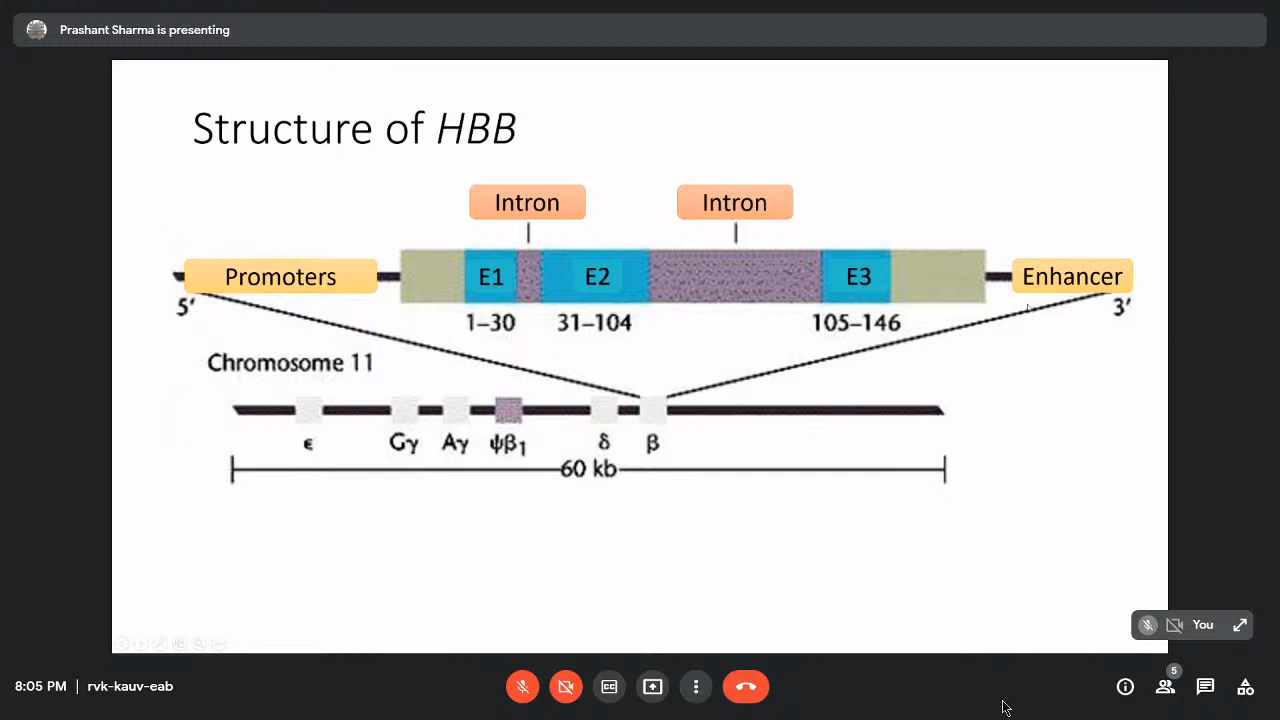 Prashant Sharma is presenting
Structure of HBB
Intron Intron
Promoters E1 E2 E3 Enhancer
5′ 3′
1–30 31–104 105–146
Chromosome 11
ϵ Gγ Aγ ψβ1 δ β
60 kb
You
8:05 PM | rvk-kauv-eab
CC
5